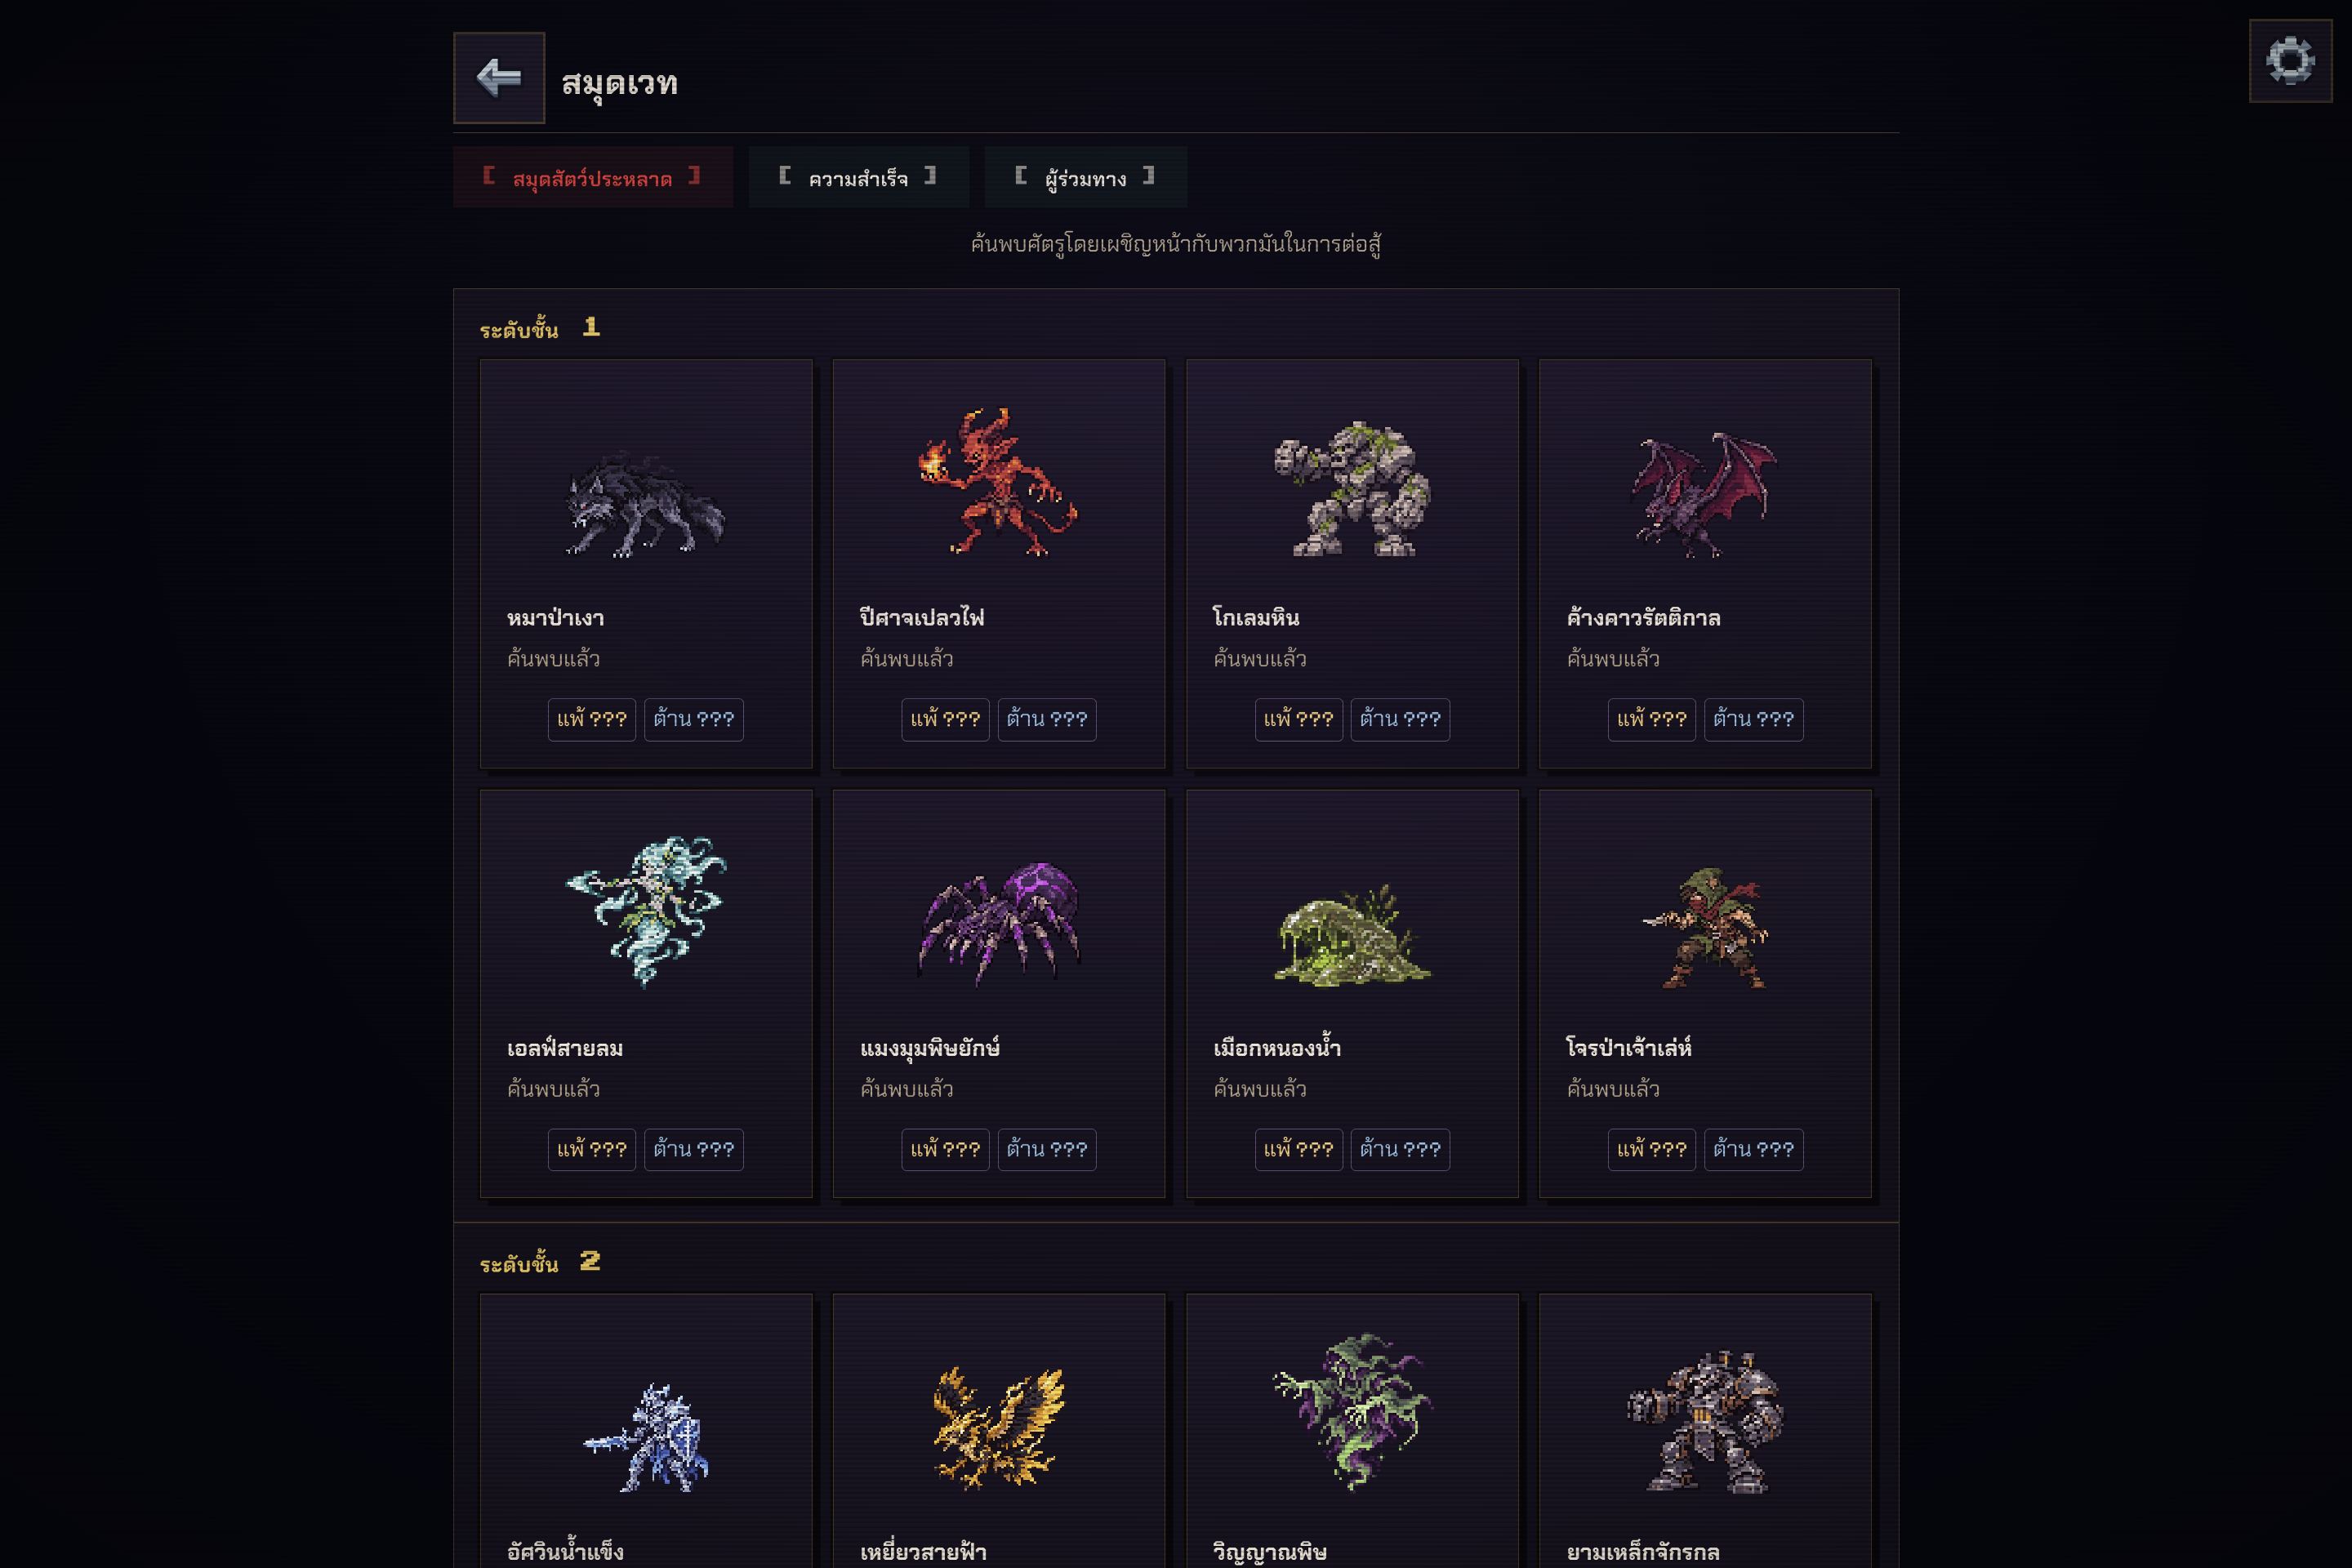 สมุดเวท
[ สมุดสัตว์ประหลาด ] [ ความสำเร็จ ] [ ผู้ร่วมทาง ]
ค้นพบศัตรูโดยเผชิญหน้ากับพวกมันในการต่อสู้
ระดับชั้น 1
หมาป่าเงา
ค้นพบแล้ว
แพ้ ??? ต้าน ???
ปีศาจเปลวไฟ
ค้นพบแล้ว
แพ้ ??? ต้าน ???
โกเลมหิน
ค้นพบแล้ว
แพ้ ??? ต้าน ???
ค้างคาวรัตติกาล
ค้นพบแล้ว
แพ้ ??? ต้าน ???
เอลฟ์สายลม
ค้นพบแล้ว
แพ้ ??? ต้าน ???
แมงมุมพิษยักษ์
ค้นพบแล้ว
แพ้ ??? ต้าน ???
เมือกหนองน้ำ
ค้นพบแล้ว
แพ้ ??? ต้าน ???
โจรป่าเจ้าเล่ห์
ค้นพบแล้ว
แพ้ ??? ต้าน ???
ระดับชั้น 2
อัศวินน้ำแข็ง
เหยี่ยวสายฟ้า
วิญญาณพิษ
ยามเหล็กจักรกล